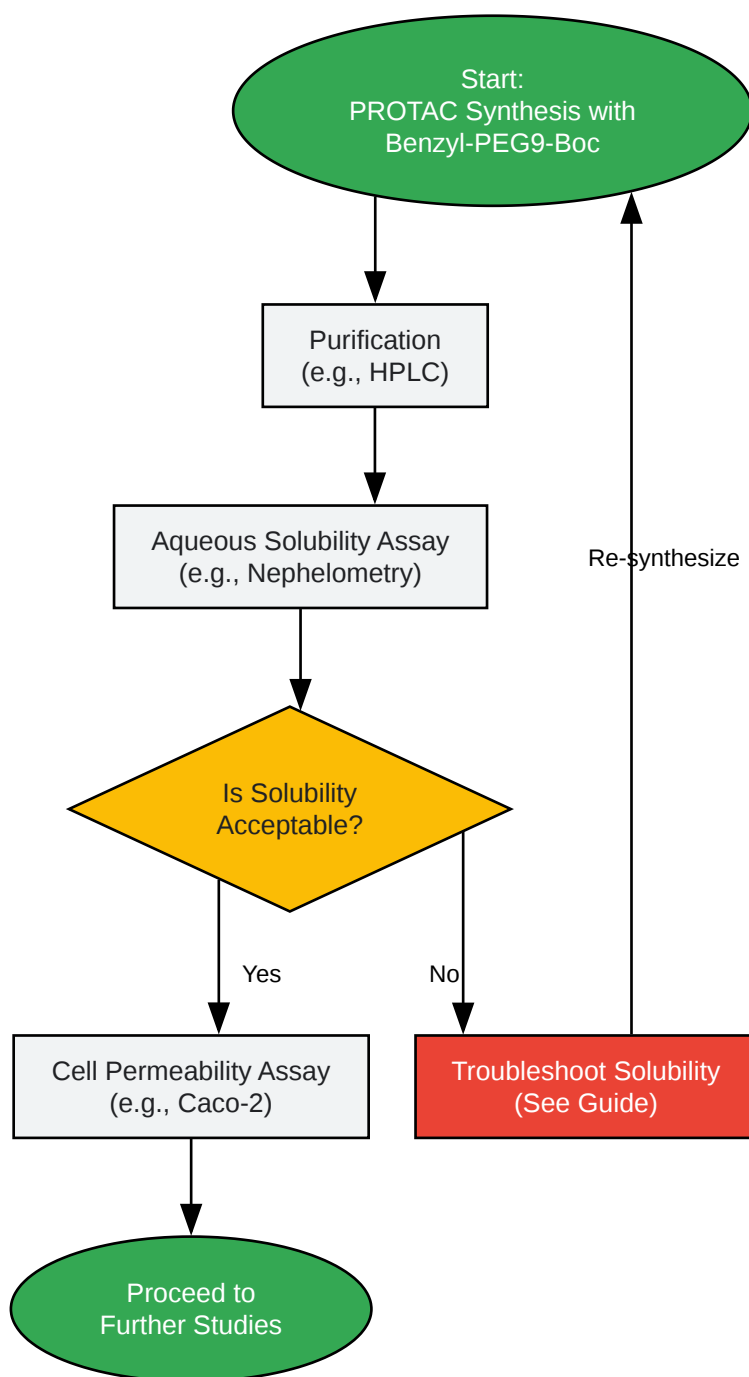 Start:
PROTAC Synthesis with
Benzyl-PEG9-Boc
Purification
(e.g., HPLC)
Aqueous Solubility Assay
(e.g., Nephelometry)
Re-synthesize
Is Solubility
Acceptable?
Yes
No
Cell Permeability Assay
(e.g., Caco-2)
Troubleshoot Solubility
(See Guide)
Proceed to
Further Studies